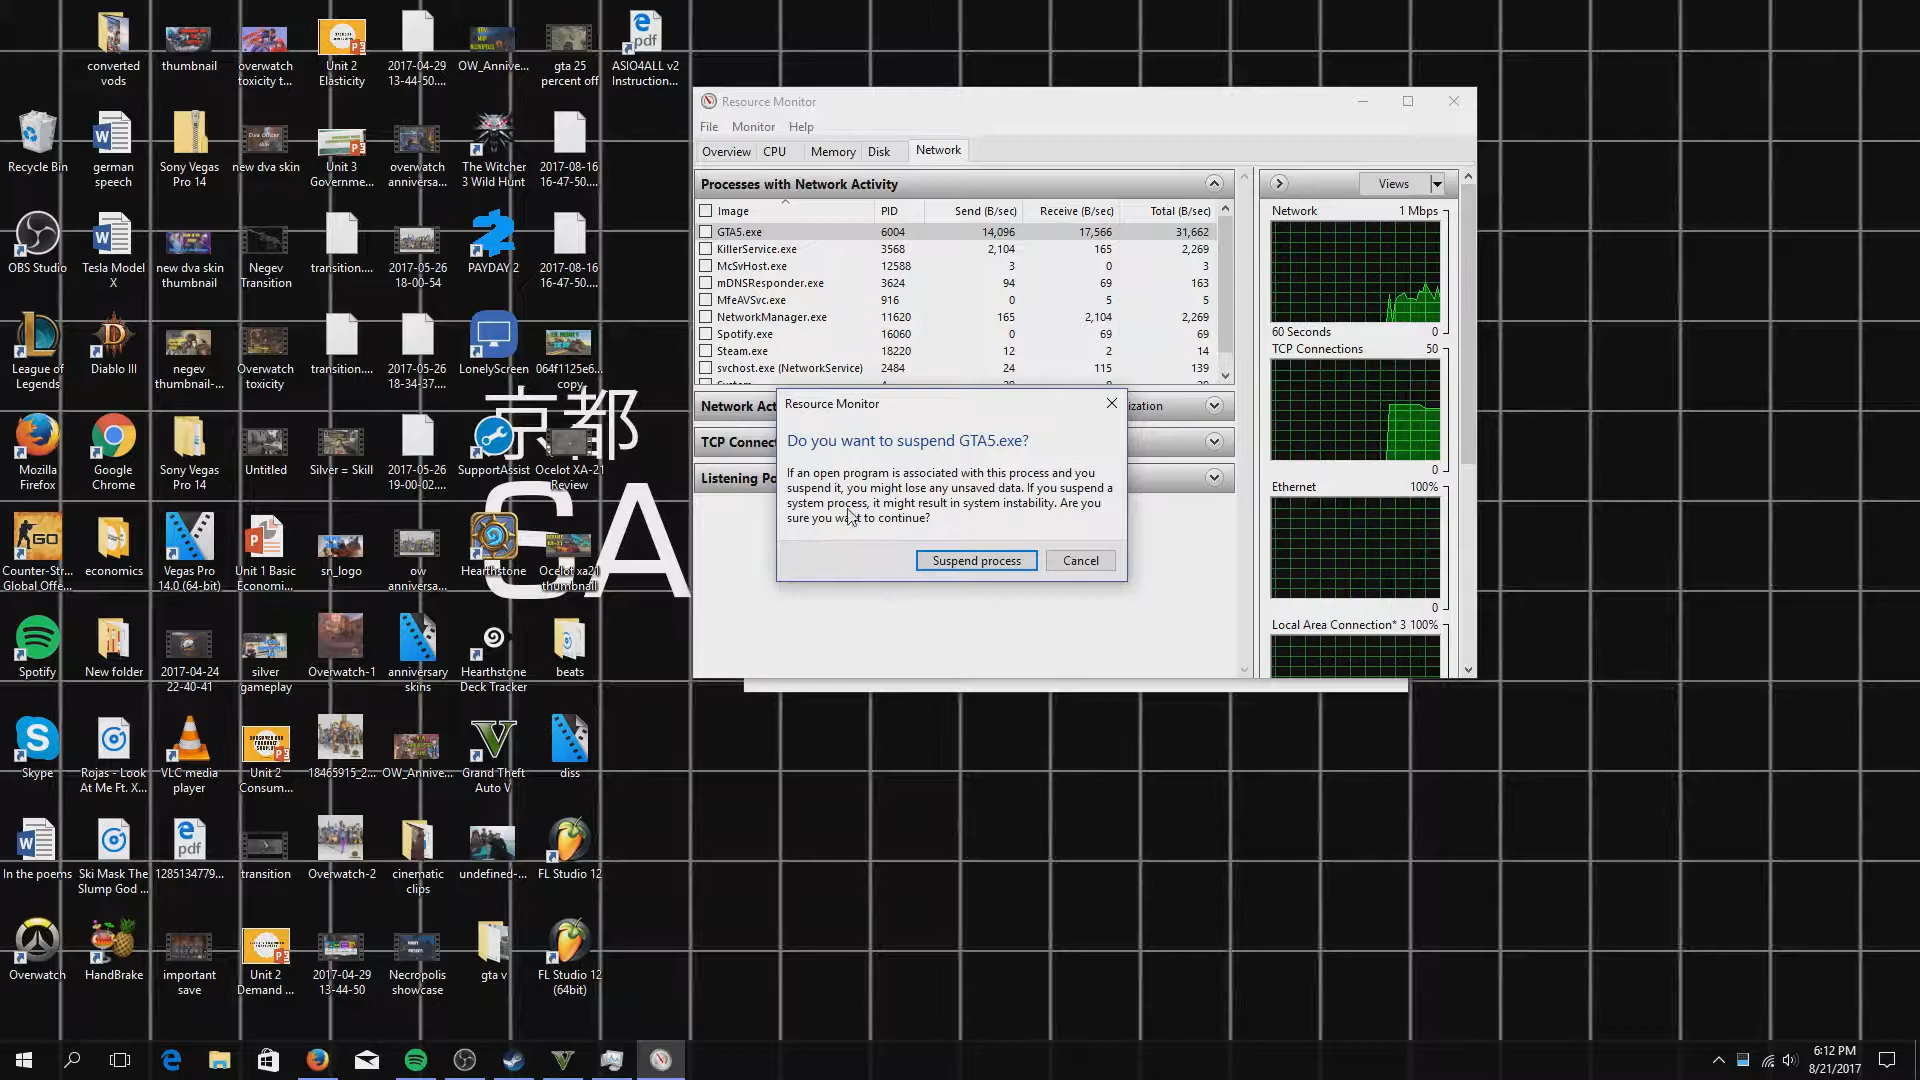 converted
vods
thumbnail
overwatch
toxicity t...
Unit 2
Elasticity
2017-04-29
13-44-50....
OW_Annive...
gta 25
percent off
pdf
ASIO4ALL v2
Instruction...
Recycle Bin
german
speech
Sony Vegas
Pro 14
new dva skin
Unit 3
Governme...
overwatch
anniversa...
The Witcher
3 Wild Hunt
2017-08-16
16-47-50....
OBS Studio
Tesla Model
X
new dva skin
thumbnail
Negev
Transition
transition....
2017-05-26
18-00-54
PAYDAY 2
2017-08-16
16-47-50....
League of
Legends
Diablo III
negev
thumbnail-...
Overwatch
toxicity
transition....
2017-05-26
18-34-37....
LonelyScreen
064f1125e6...
copy
Mozilla
Firefox
Google
Chrome
Sony Vegas
Pro 14
Untitled
Silver = Skill
2017-05-26
19-00-02....
SupportAssist
Ocelot XA-21
Review
京都
SA
GO
Counter-Str...
Global Offe...
economics
Vegas Pro
14.0 (64-bit)
Unit 1 Basic
Economi...
sn_logo
ow
anniversa...
Hearthstone
Ocelot xa21
thumbnail
Spotify
New folder
2017-04-24
22-40-41
silver
gameplay
Overwatch-1
anniversary
skins
Hearthstone
Deck Tracker
beats
Skype
Rojas - Look
At Me Ft. X...
VLC media
player
Unit 2
Consum...
18465915_2...
OW_Annive...
Grand Theft
Auto V
diss
In the poems
Ski Mask The
Slump God ...
pdf
1285134779...
transition
Overwatch-2
cinematic
clips
undefined-...
FL Studio 12
Overwatch
HandBrake
important
save
Unit 2
Demand ...
2017-04-29
13-44-50
Necropolis
showcase
gta v
FL Studio 12
(64bit)
Resource Monitor
File Monitor Help
Overview CPU Memory Disk Network
Processes with Network Activity
Image PID Send (B/sec) Receive (B/sec) Total (B/sec)
GTA5.exe 6004 14,096 17,566 31,662
KillerService.exe 3568 2,104 165 2,269
McSvHost.exe 12588 3 0 3
mDNSResponder.exe 3624 94 69 163
MfeAVSvc.exe 916 0 5 5
NetworkManager.exe 11620 165 2,104 2,269
Spotify.exe 16060 0 69 69
Steam.exe 18220 12 2 14
svchost.exe (NetworkService) 2484 24 115 139
Network Act
ization
TCP Connect
Listening Po
Resource Monitor
Do you want to suspend GTA5.exe?
If an open program is associated with this process and you
suspend it, you might lose any unsaved data. If you suspend a
system process, it might result in system instability. Are you
sure you want to continue?
Suspend process Cancel
Views
Network 1 Mbps
60 Seconds 0
TCP Connections 50
0
Ethernet 100%
0
Local Area Connection* 3 100%
6:12 PM
8/21/2017